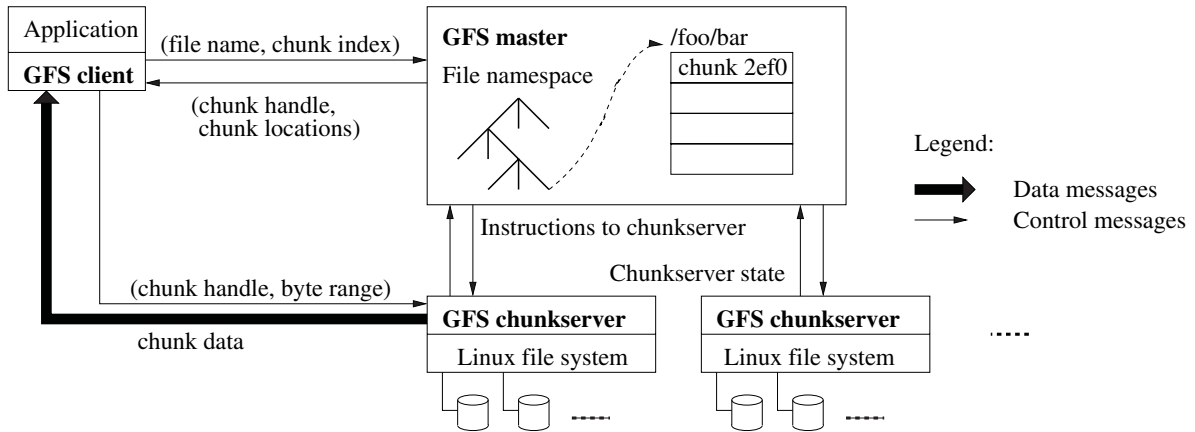 Application
GFS client
(file name, chunk index)
(chunk handle,
chunk locations)
GFS master
File namespace
/foo/bar
chunk 2ef0
Legend:
Data messages
Control messages
Instructions to chunkserver
Chunkserver state
(chunk handle, byte range)
chunk data
GFS chunkserver
Linux file system
GFS chunkserver
Linux file system